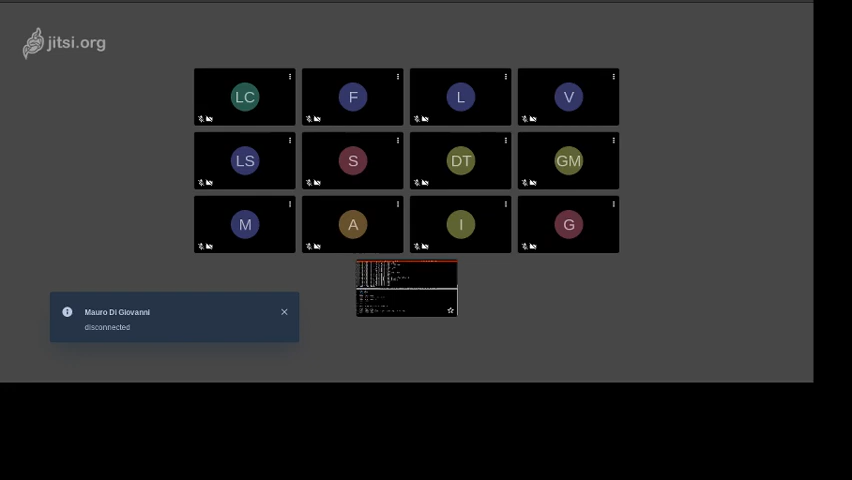 jitsi.org
LC
F
L
V
LS
S
DT
GM
M
A
I
G
Mauro Di Giovanni
disconnected